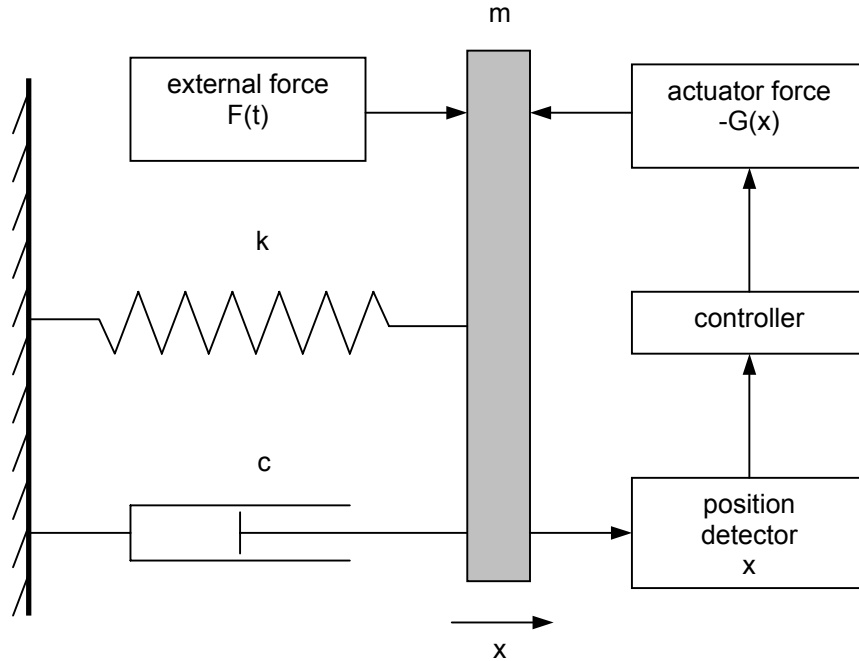 m
external force
F(t)
actuator force
-G(x)
k
controller
c
position
detector
x
x